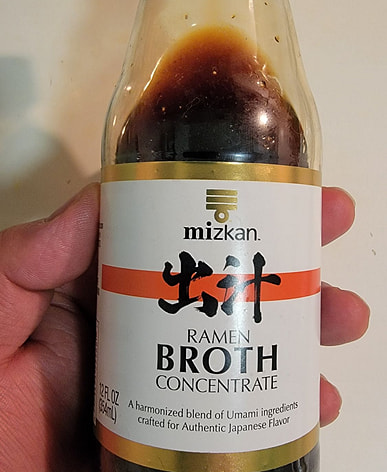 mizkan™
出汁
RAMEN
BROTH
CONCENTRATE
A harmonized blend of Umami ingredients
crafted for Authentic Japanese Flavor
12 FL OZ
(354mL)